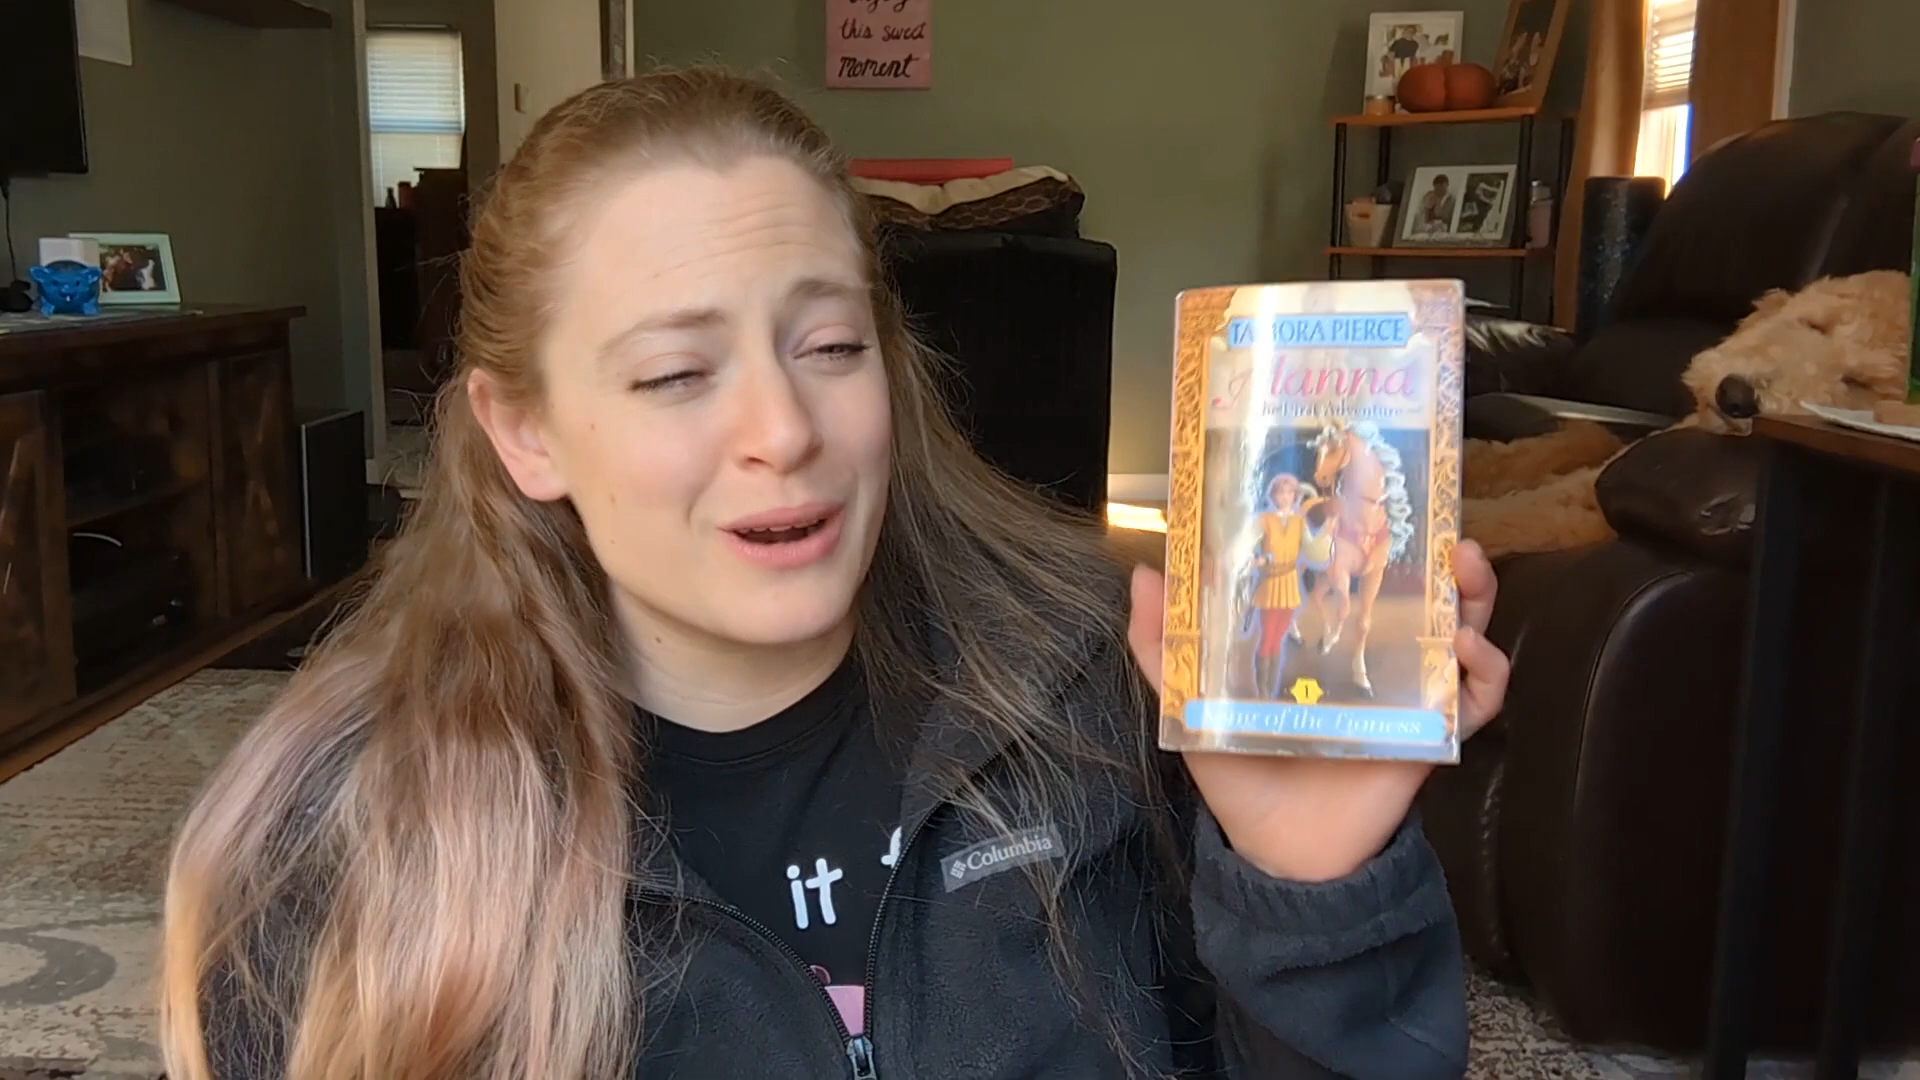 this sweet
moment
TAMORA PIERCE
Alanna
The First Adventure
1
Song of the Lioness
it
Columbia